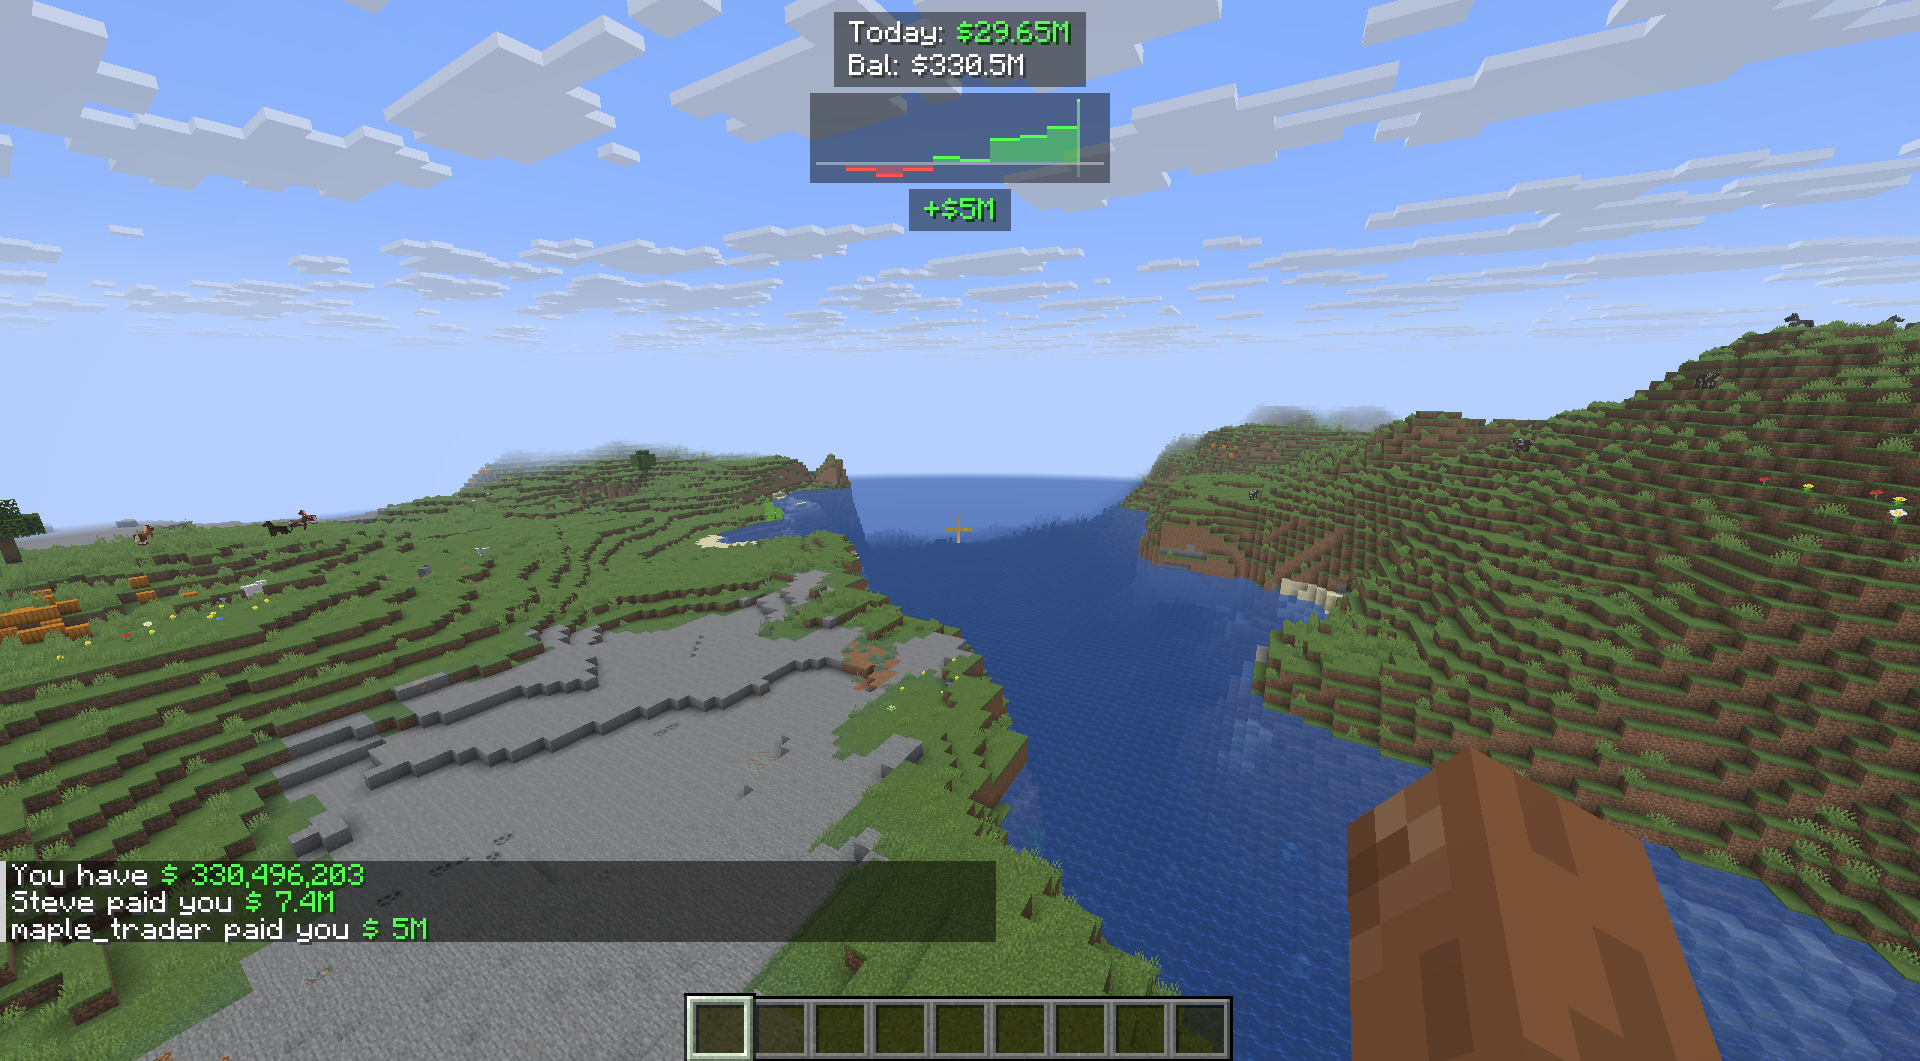 Today: $29.65M
Bal: $330.5M
+$5M
You have $ 330,496,203
Steve paid you $ 7.4M
maple_trader paid you $ 5M